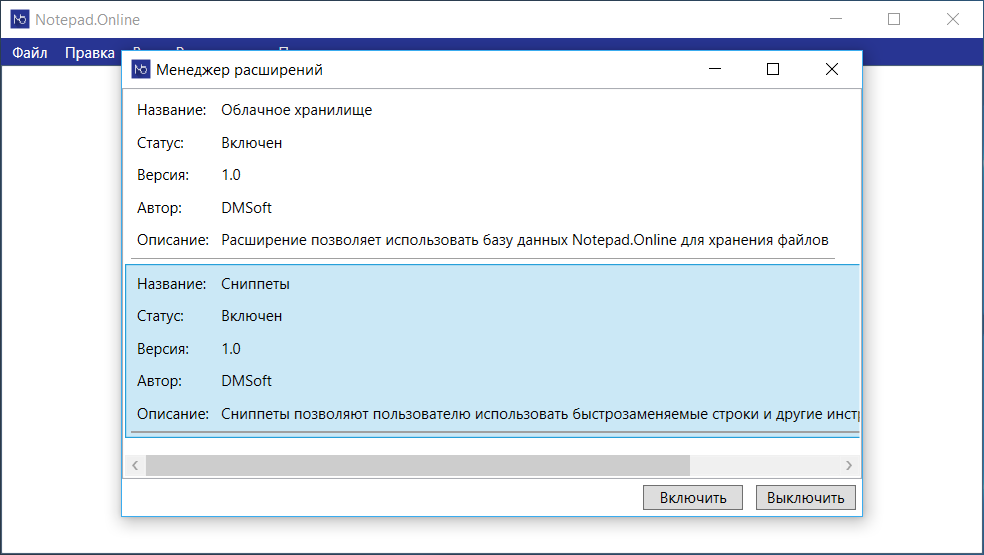 Notepad.Online
Файл Правка
Менеджер расширений
Название: Облачное хранилище
Статус: Включен
Версия: 1.0
Автор: DMSoft
Описание: Расширение позволяет использовать базу данных Notepad.Online для хранения файлов
Название: Сниппеты
Статус: Включен
Версия: 1.0
Автор: DMSoft
Описание: Сниппеты позволяют пользователю использовать быстрозаменяемые строки и другие
Включить Выключить